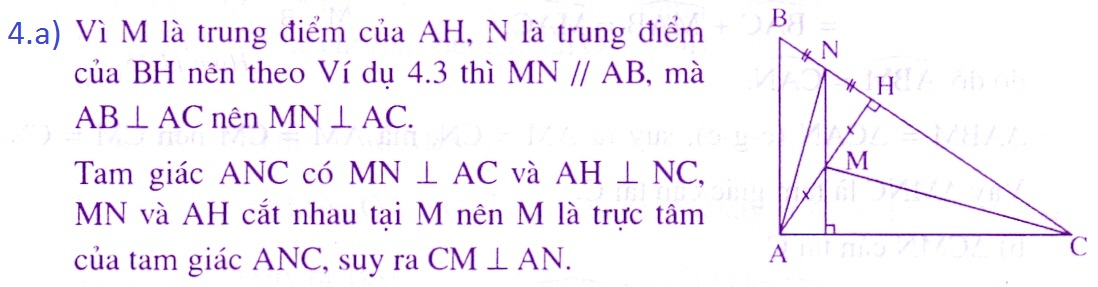 4.a) Vì M là trung điểm của AH, N là trung điểm
của BH nên theo Ví dụ 4.3 thì MN // AB, mà
AB ⊥ AC nên MN ⊥ AC.
Tam giác ANC có MN ⊥ AC và AH ⊥ NC,
MN và AH cắt nhau tại M nên M là trực tâm
của tam giác ANC, suy ra CM ⊥ AN.
B
N
H
M
A
C